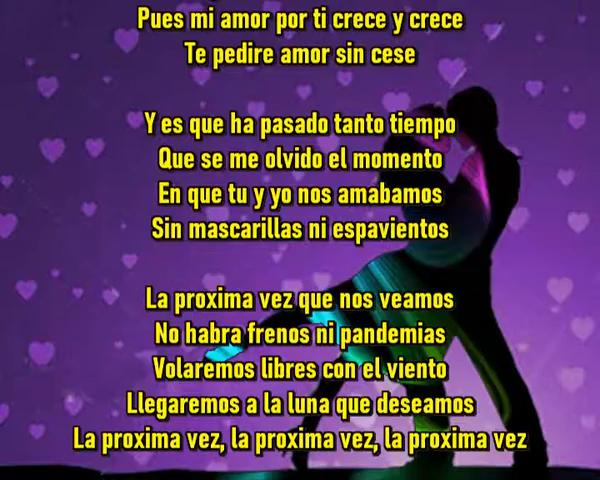 Pues mi amor por ti crece y crece
Te pedire amor sin cese
Y es que ha pasado tanto tiempo
Que se me olvido el momento
En que tu y yo nos amabamos
Sin mascarillas ni espavientos
La proxima vez que nos veamos
No habra frenos ni pandemias
Volaremos libres con el viento
Llegaremos a la luna que deseamos
La proxima vez, la proxima vez, la proxima vez